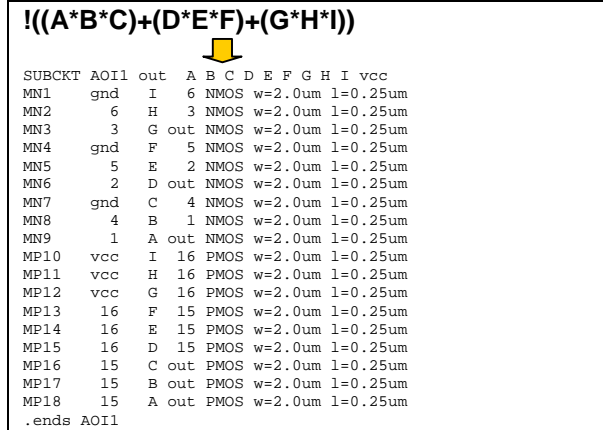 !((A*B*C)+(D*E*F)+(G*H*I))
SUBCKT AOI1 out A B C D E F G H I vcc
MN1 gnd I 6 NMOS w=2.0um l=0.25um
MN2 6 H 3 NMOS w=2.0um l=0.25um
MN3 3 G out NMOS w=2.0um l=0.25um
MN4 gnd F 5 NMOS w=2.0um l=0.25um
MN5 5 E 2 NMOS w=2.0um l=0.25um
MN6 2 D out NMOS w=2.0um l=0.25um
MN7 gnd C 4 NMOS w=2.0um l=0.25um
MN8 4 B 1 NMOS w=2.0um l=0.25um
MN9 1 A out NMOS w=2.0um l=0.25um
MP10 vcc I 16 PMOS w=2.0um l=0.25um
MP11 vcc H 16 PMOS w=2.0um l=0.25um
MP12 vcc G 16 PMOS w=2.0um l=0.25um
MP13 16 F 15 PMOS w=2.0um l=0.25um
MP14 16 E 15 PMOS w=2.0um l=0.25um
MP15 16 D 15 PMOS w=2.0um l=0.25um
MP16 15 C out PMOS w=2.0um l=0.25um
MP17 15 B out PMOS w=2.0um l=0.25um
MP18 15 A out PMOS w=2.0um l=0.25um
.ends AOI1